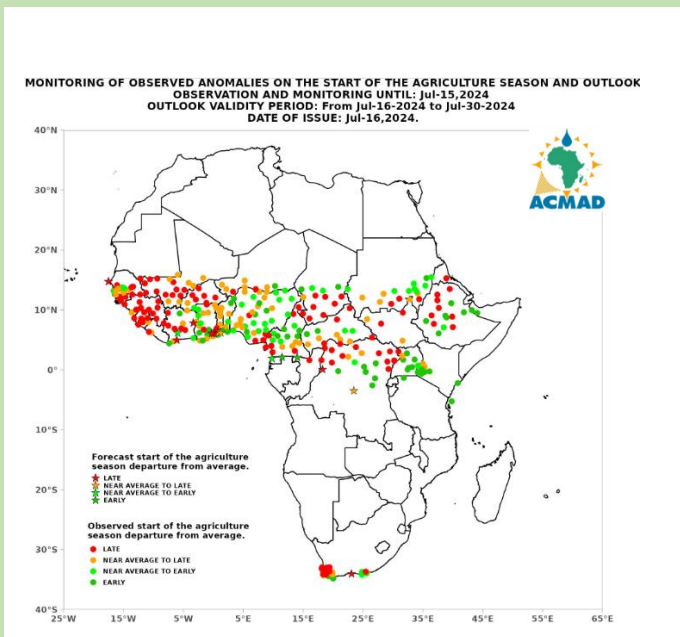 MONITORING OF OBSERVED ANOMALIES ON THE START OF THE AGRICULTURE SEASON AND OUTLOOK
OBSERVATION AND MONITORING UNTIL: Jul-15,2024
OUTLOOK VALIDITY PERIOD: From Jul-16-2024 to Jul-30-2024
DATE OF ISSUE: Jul-16,2024.
40°N
ACMAD
30°N
20°N
10°N
0°
10°S
Forecast start of the agriculture
season departure from average.
LATE
NEAR AVERAGE TO LATE
NEAR AVERAGE TO EARLY
EARLY
20°S
Observed start of the agriculture
season departure from average.
LATE
NEAR AVERAGE TO LATE
NEAR AVERAGE TO EARLY
EARLY
30°S
40°S
25°W 15°W 5°W 5°E 15°E 25°E 35°E 45°E 55°E 65°E